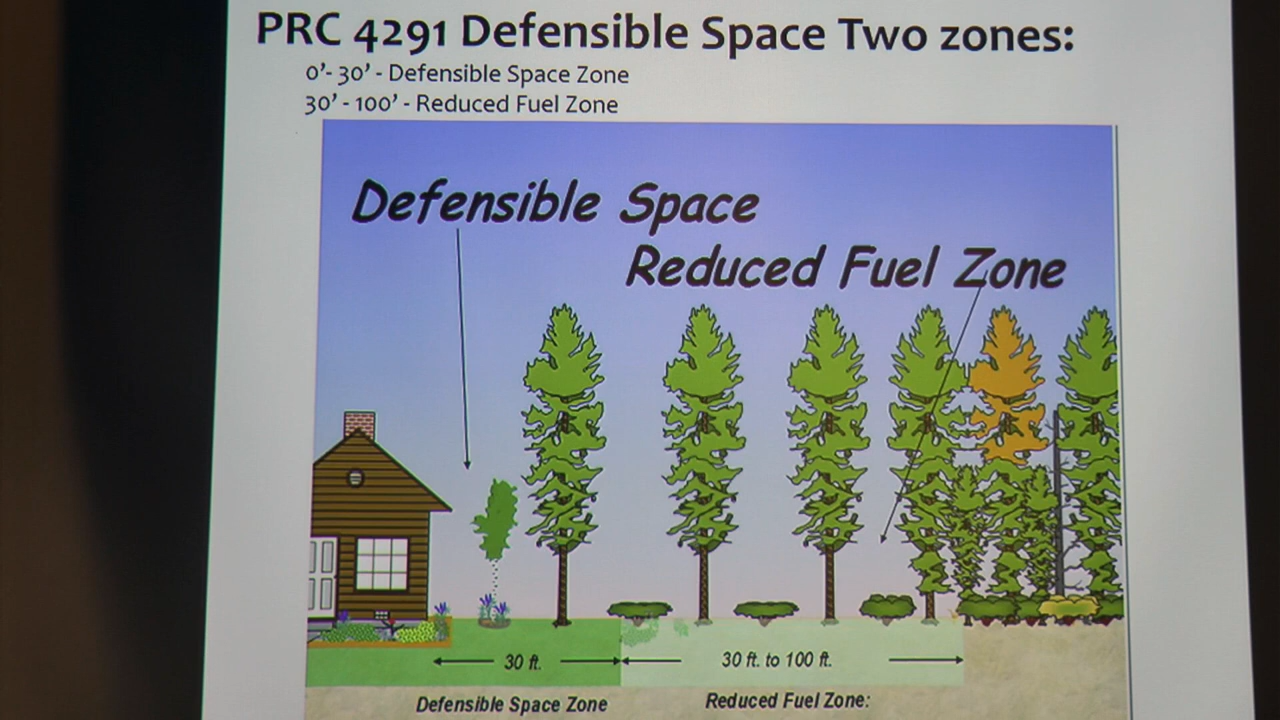 PRC 4291 Defensible Space Two zones:
0'- 30' - Defensible Space Zone
30' - 100' - Reduced Fuel Zone
Defensible Space
Reduced Fuel Zone
30 ft.
30 ft. to 100 ft.
Defensible Space Zone
Reduced Fuel Zone: